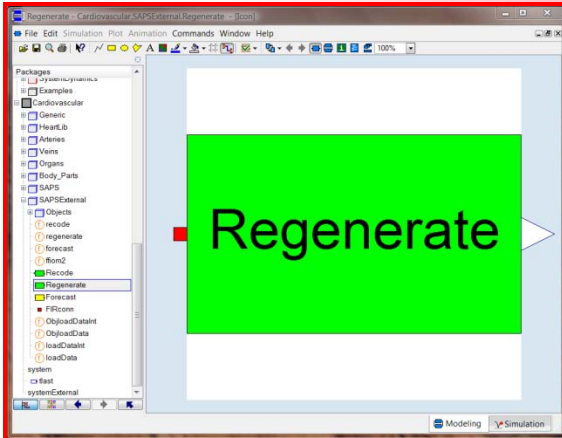 Regenerate - Cardiovascular.SAPSExternal.Regenerate - [Icon]
File Edit Simulation Plot Animation Commands Window Help
100%
Packages
SystemDynamics
Examples
Cardiovascular
Generic
HeartLib
Arteries
Veins
Organs
Body_Parts
SAPS
SAPSExternal
Objects
recode
regenerate
forecast
ffiom2
Recode
Regenerate
Forecast
FIRconn
ObjloadDataInt
ObjloadData
loadDataInt
loadData
system
tlast
systemExternal
Regenerate
Modeling Simulation